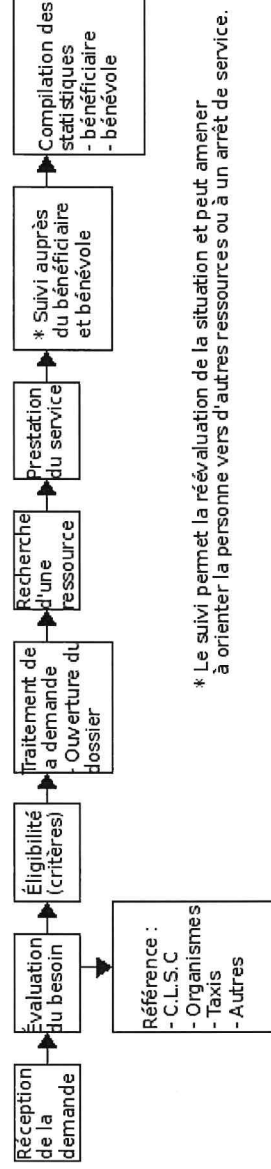 Réception
de la
demande
Évaluation
du besoin
Référence :
- C.L.S.C
- Organismes
- Taxis
- Autres
Éligibilité
(critères)
Traitement de
la demande
- Ouverture du
dossier
Recherche
d'une
ressource
Prestation
du service
* Suivi auprès
du bénéficiaire
et bénévole
Compilation des
statistiques
- bénéficiaire
- bénévole
* Le suivi permet la réévaluation de la situation et peut amener
à orienter la personne vers d'autres ressources ou à un arrêt de service.